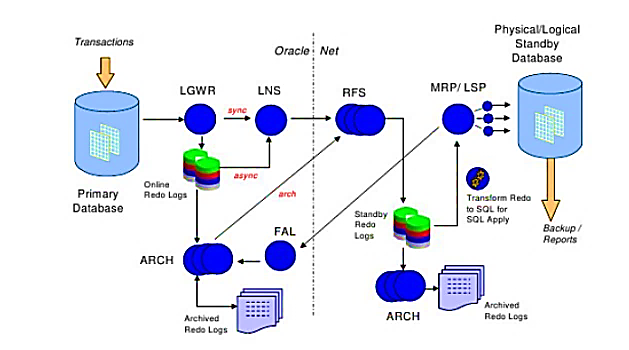 Transactions
Oracle Net
Physical/Logical
Standby
Database
LGWR
LNS
RFS
MRP/ LSP
sync
async
arch
Online
Redo Logs
Primary
Database
Standby
Redo
Logs
Transform Redo
to SQL for
SQL Apply
Backup /
Reports
ARCH
FAL
Archived
Redo Logs
ARCH
Archived
Redo Logs